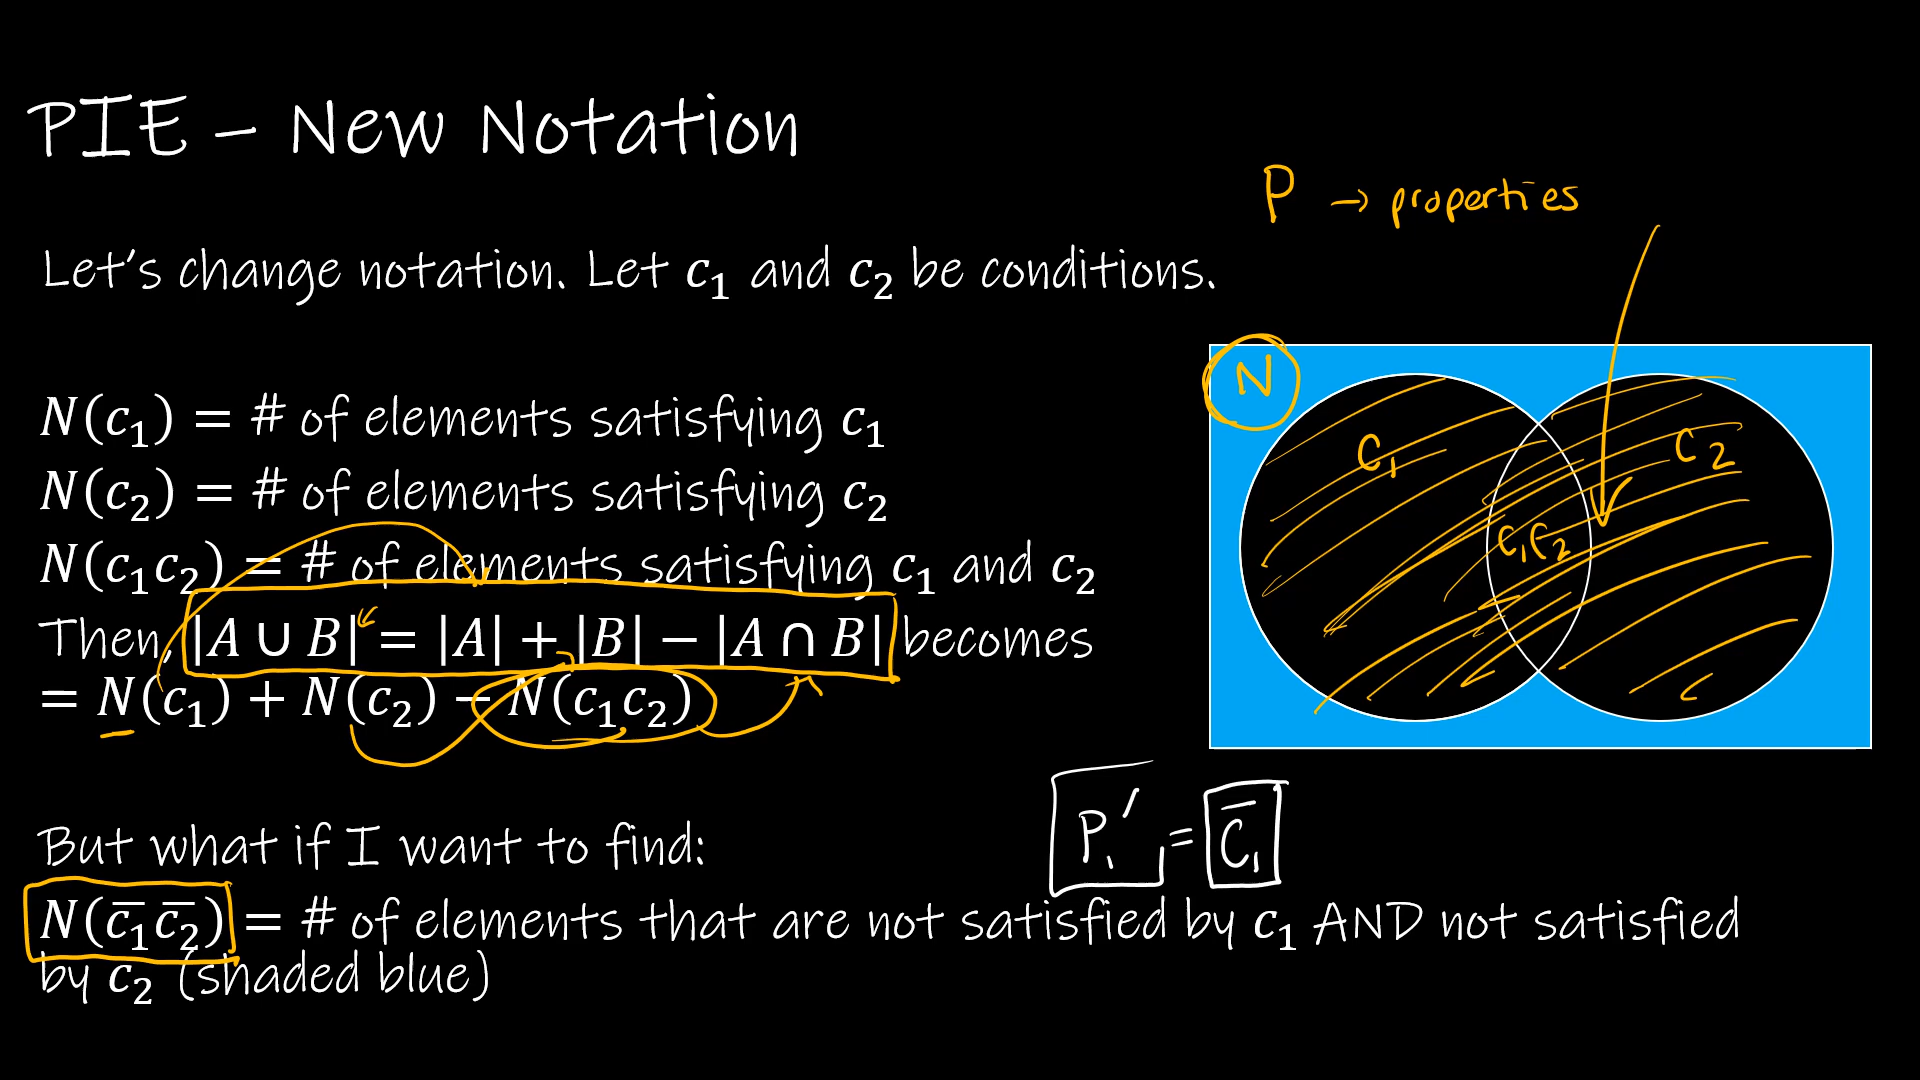 PIE – New Notation
P → properties
Let's change notation. Let c₁ and c₂ be conditions.
N
N(c₁) = # of elements satisfying c₁
C₁
C₂
N(c₂) = # of elements satisfying c₂
N(c₁c₂) = # of elements satisfying c₁ and c₂
C₁C₂
Then, |A ∪ B| = |A| + |B| − |A ∩ B| becomes
= N(c₁) + N(c₂) − N(c₁c₂)
But what if I want to find:
P₁′ = C̅₁
N(c̅₁ c̅₂) = # of elements that are not satisfied by c₁ AND not satisfied
by c₂ (shaded blue)